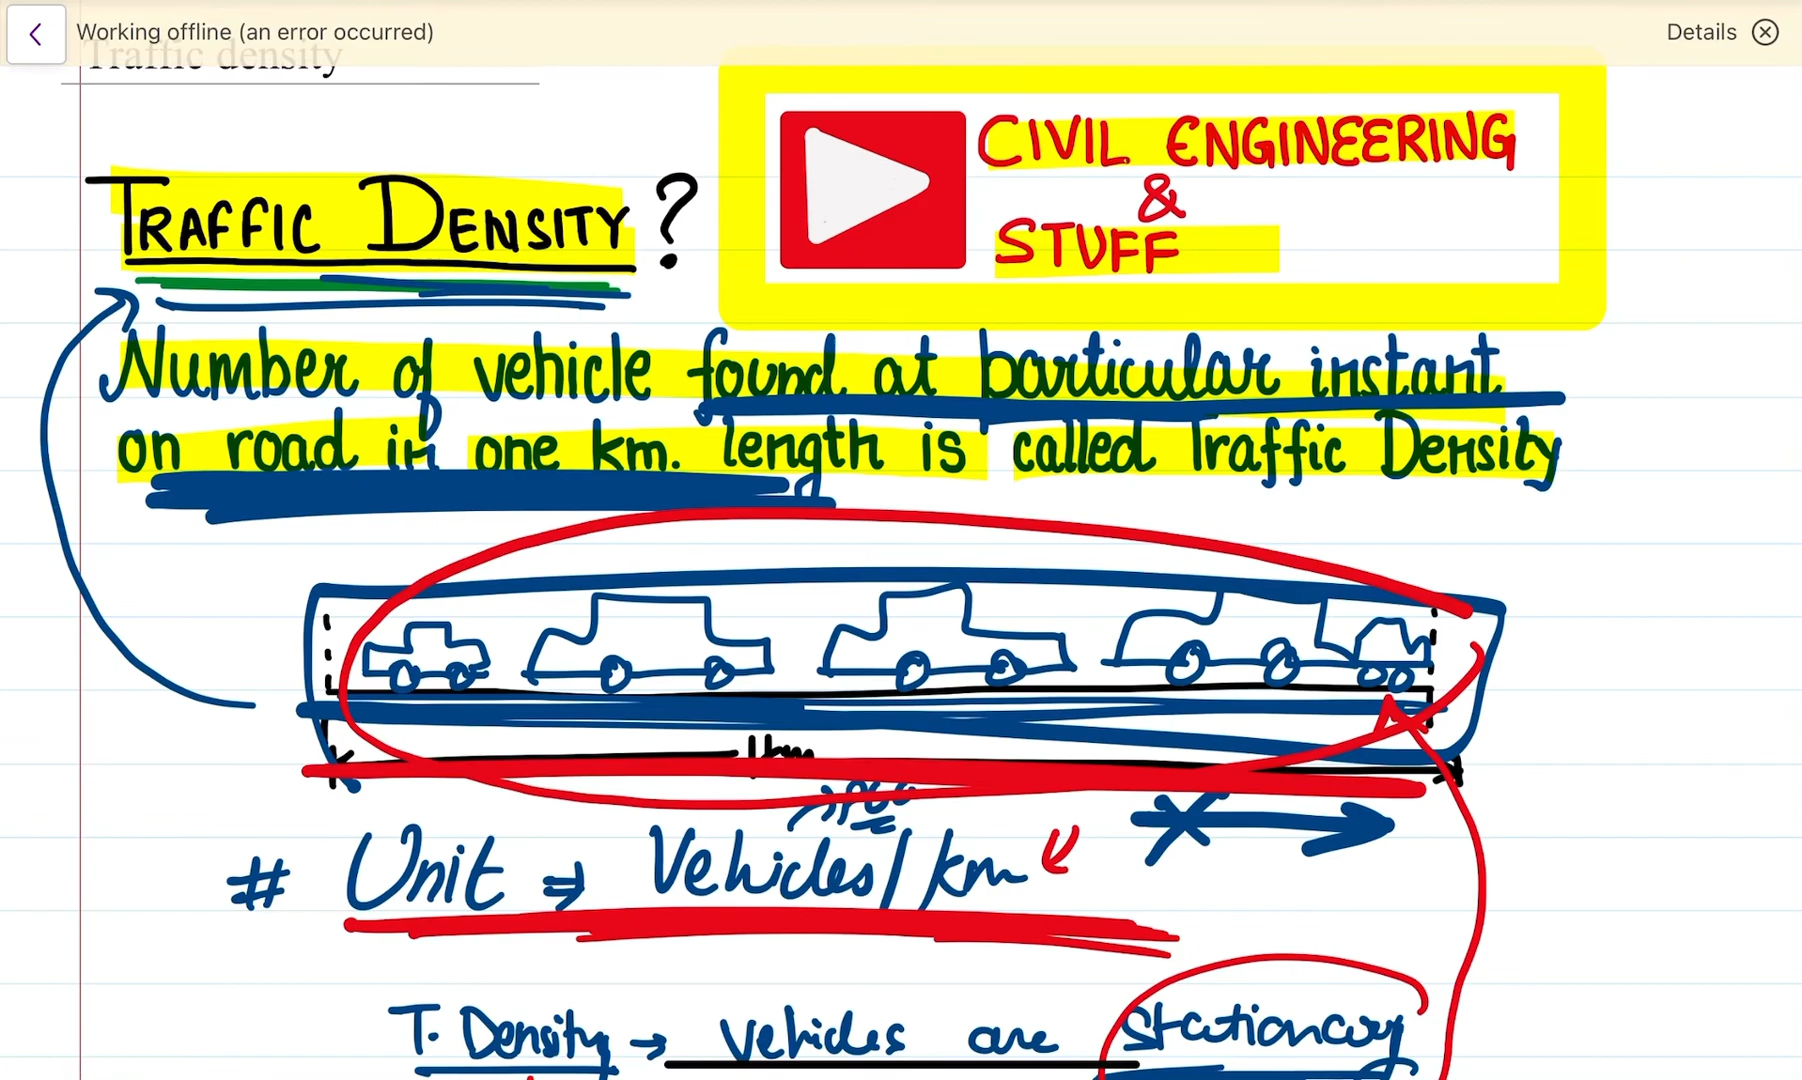 Working offline (an error occurred)
Details
Traffic density
TRAFFIC DENSITY ?
CIVIL ENGINEERING
&
STUFF
Number of vehicle found at particular instant
on road in one km. length is called Traffic Density
1km
# Unit ⇒ Vehicles/km
T. Density → vehicles are stationary